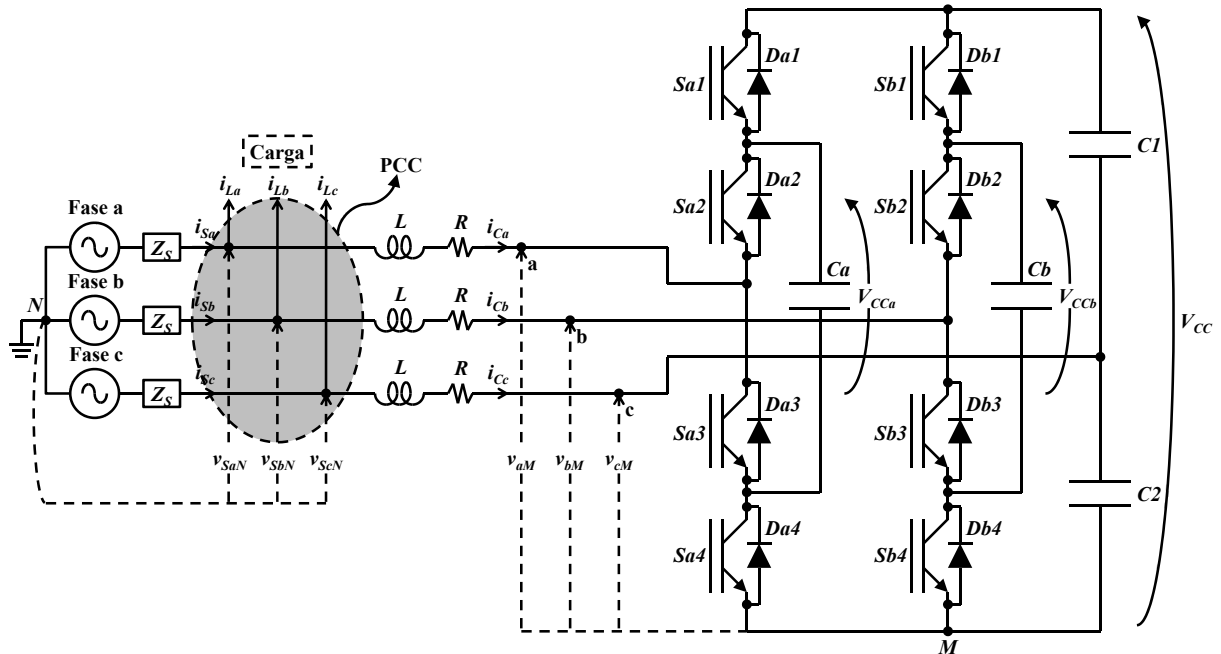 Carga
PCC
i_La
i_Lb
i_Lc
Fase a
Fase b
Fase c
N
Z_S
Z_S
Z_S
i_Sa
i_Sb
i_Sc
L
R
L
R
L
R
i_Ca
i_Cb
i_Cc
a
b
c
v_SaN
v_SbN
v_ScN
v_aM
v_bM
v_cM
Sa1
Da1
Sb1
Db1
Sa2
Da2
Sb2
Db2
Ca
V_CCa
Cb
V_CCb
C1
V_CC
Sa3
Da3
Sb3
Db3
Sa4
Da4
Sb4
Db4
C2
M